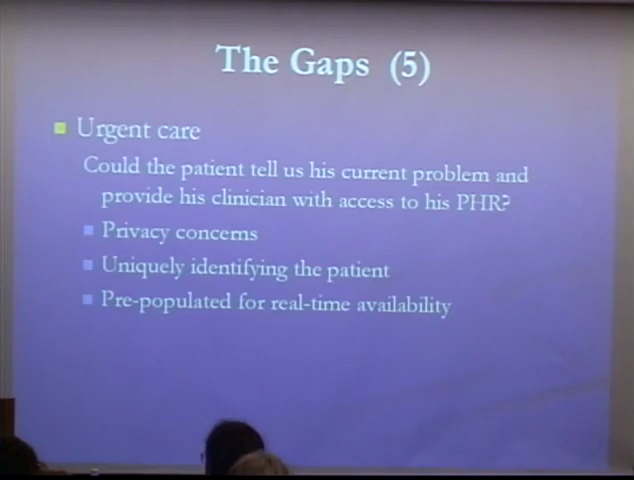 The Gaps (5)
Urgent care
Could the patient tell us his current problem and
provide his clinician with access to his PHR?
Privacy concerns
Uniquely identifying the patient
Pre-populated for real-time availability